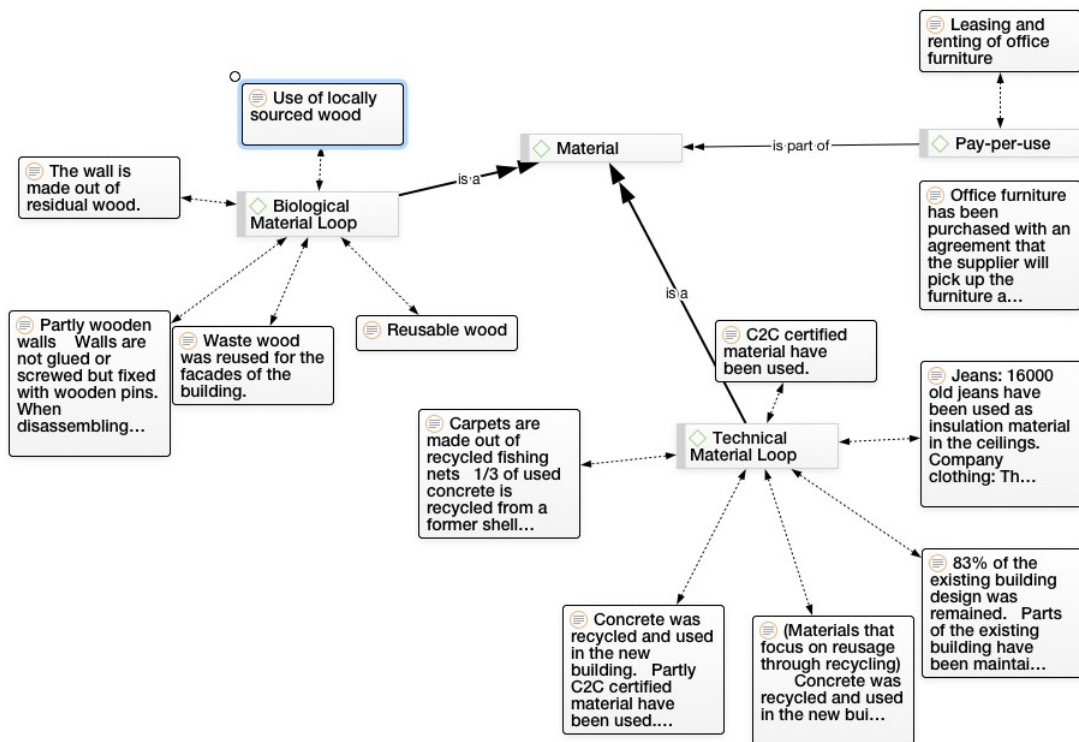 Leasing and
renting of office
furniture
Use of locally
sourced wood
Material
is part of
Pay-per-use
The wall is
made out of
residual wood.
is a
Biological
Material Loop
Office furniture
has been
purchased with an
agreement that
the supplier will
pick up the
furniture a...
is a
Partly wooden
walls    Walls are
not glued or
screwed but fixed
with wooden pins.
When
disassembling...
Waste wood
was reused for the
facades of the
building.
Reusable wood
C2C certified
material have
been used.
Jeans: 16000
old jeans have
been used as
insulation material
in the ceilings.
Company
clothing: Th...
Carpets are
made out of
recycled fishing
nets   1/3 of used
concrete is
recycled from a
former shell...
Technical
Material Loop
83% of the
existing building
design was
remained.   Parts
of the existing
building have
been maintai...
Concrete was
recycled and used
in the new
building.   Partly
C2C certified
material have
been used....
(Materials that
focus on reusage
through recycling)
Concrete was
recycled and used
in the new bui...